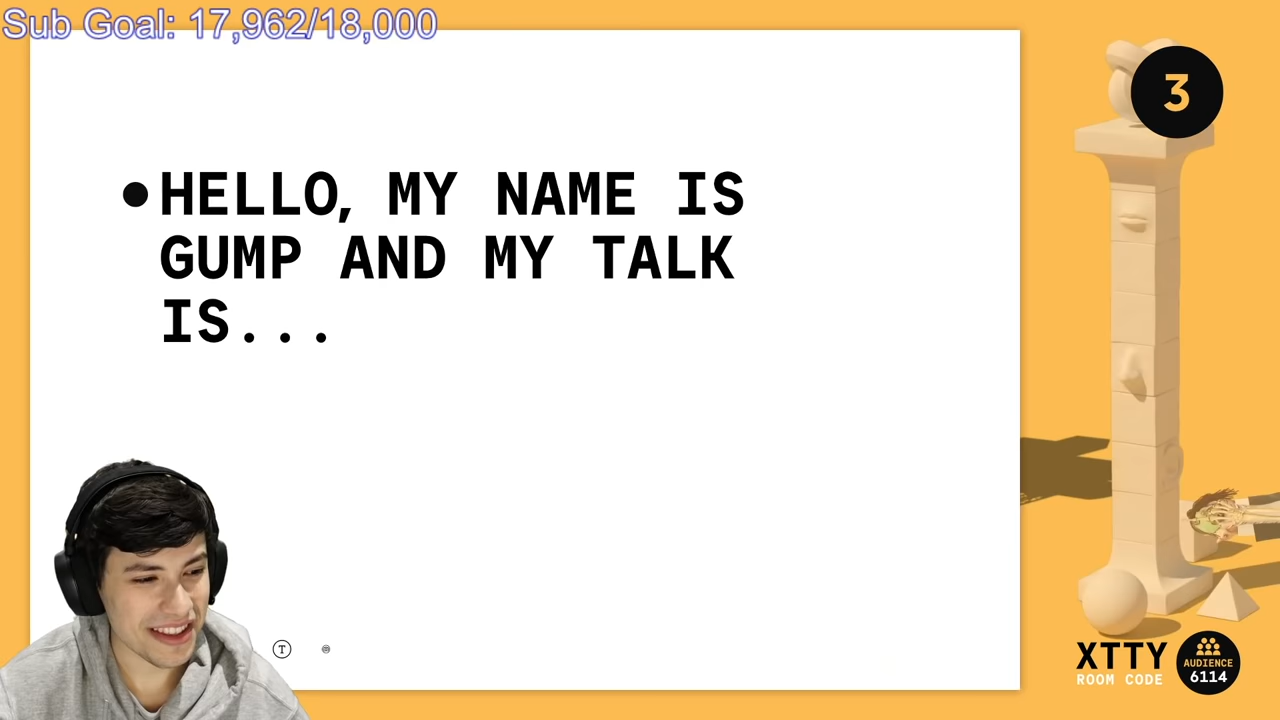 Sub Goal: 17,962/18,000
3
•HELLO, MY NAME IS
GUMP AND MY TALK
IS...
T
XTTY
ROOM CODE
AUDIENCE
6114